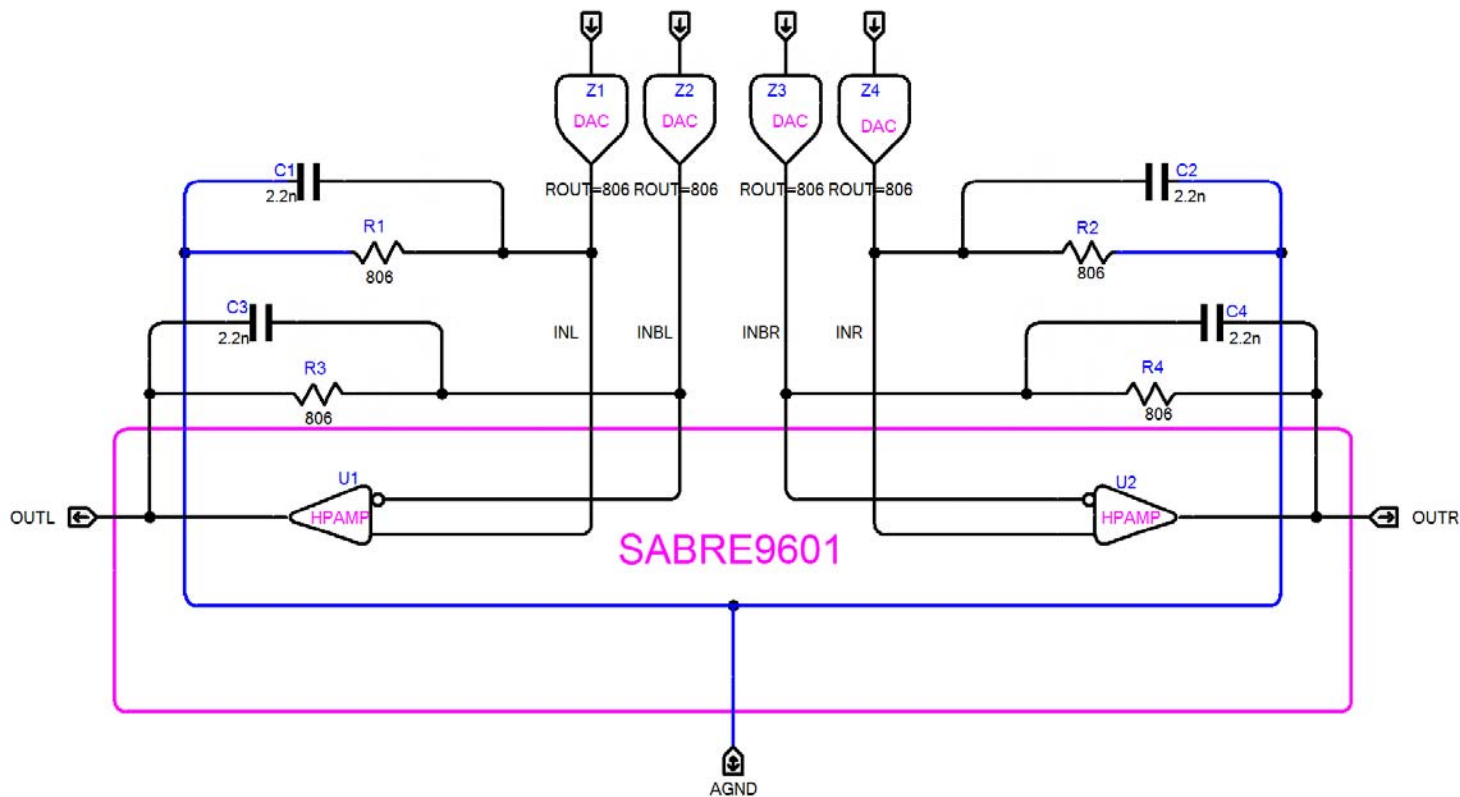 Z1
DAC
Z2
DAC
Z3
DAC
Z4
DAC
C1
2.2n
ROUT=806
ROUT=806
ROUT=806
ROUT=806
C2
2.2n
R1
806
R2
806
C3
2.2n
INL
INBL
INBR
INR
C4
2.2n
R3
806
R4
806
U1
HPAMP
U2
HPAMP
OUTL
OUTR
SABRE9601
AGND